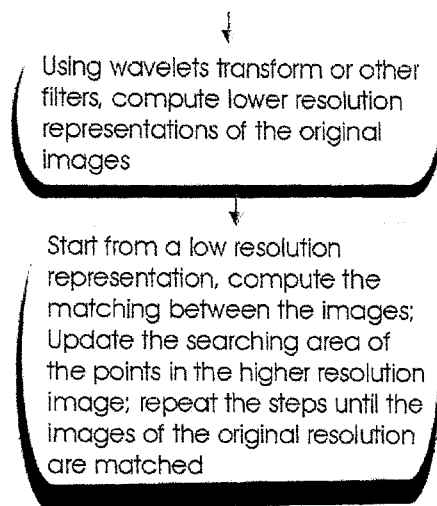 Using wavelets transform or other
filters, compute lower resolution
representations of the original
images
Start from a low resolution
representation, compute the
matching between the images;
Update the searching area of
the points in the higher resolution
image; repeat the steps until the
images of the original resolution
are matched